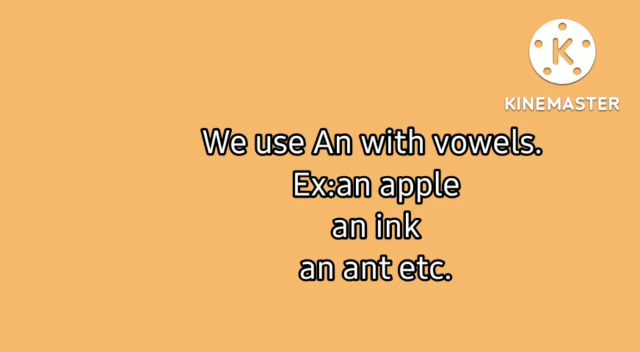 K
KINEMASTER
We use An with vowels.
Ex:an apple
an ink
an ant etc.